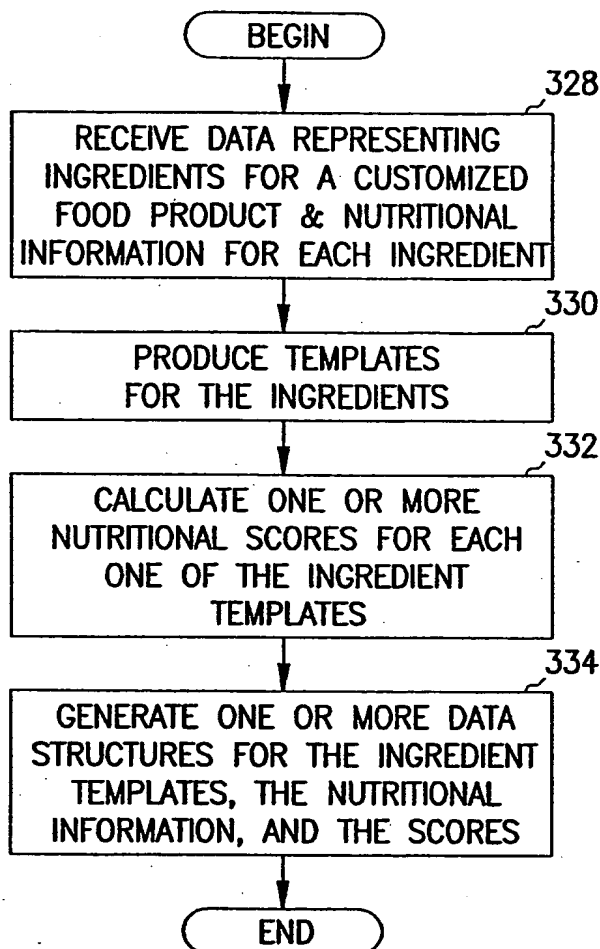 BEGIN
328
RECEIVE DATA REPRESENTING
INGREDIENTS FOR A CUSTOMIZED
FOOD PRODUCT & NUTRITIONAL
INFORMATION FOR EACH INGREDIENT
330
PRODUCE TEMPLATES
FOR THE INGREDIENTS
332
CALCULATE ONE OR MORE
NUTRITIONAL SCORES FOR EACH
ONE OF THE INGREDIENT
TEMPLATES
334
GENERATE ONE OR MORE DATA
STRUCTURES FOR THE INGREDIENT
TEMPLATES, THE NUTRITIONAL
INFORMATION, AND THE SCORES
END